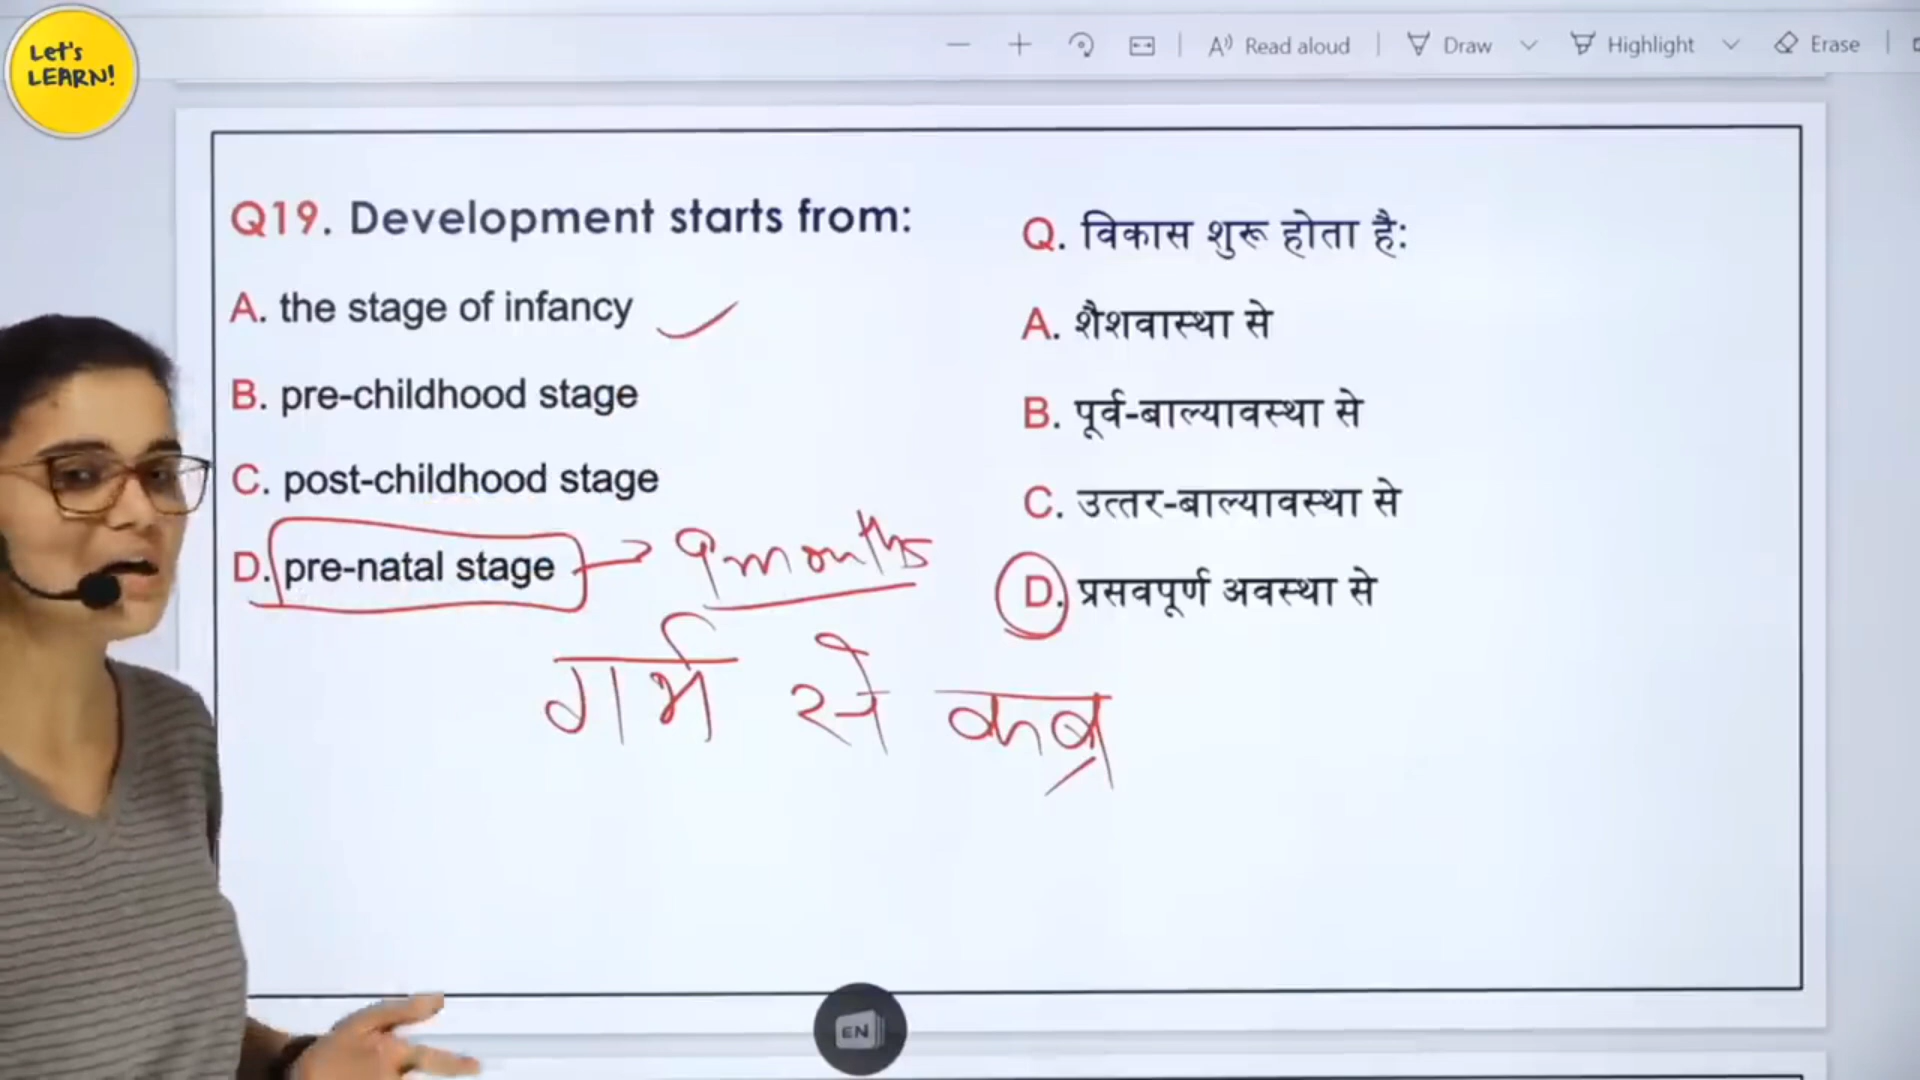 Let's
LEARN!
Read aloud
Draw
Highlight
Erase
Q19. Development starts from:
A. the stage of infancy
B. pre-childhood stage
C. post-childhood stage
D. pre-natal stage
9 months
गर्भ से कब्र
Q. विकास शुरू होता है:
A. शैशवास्था से
B. पूर्व-बाल्यावस्था से
C. उत्तर-बाल्यावस्था से
D. प्रसवपूर्ण अवस्था से
EN